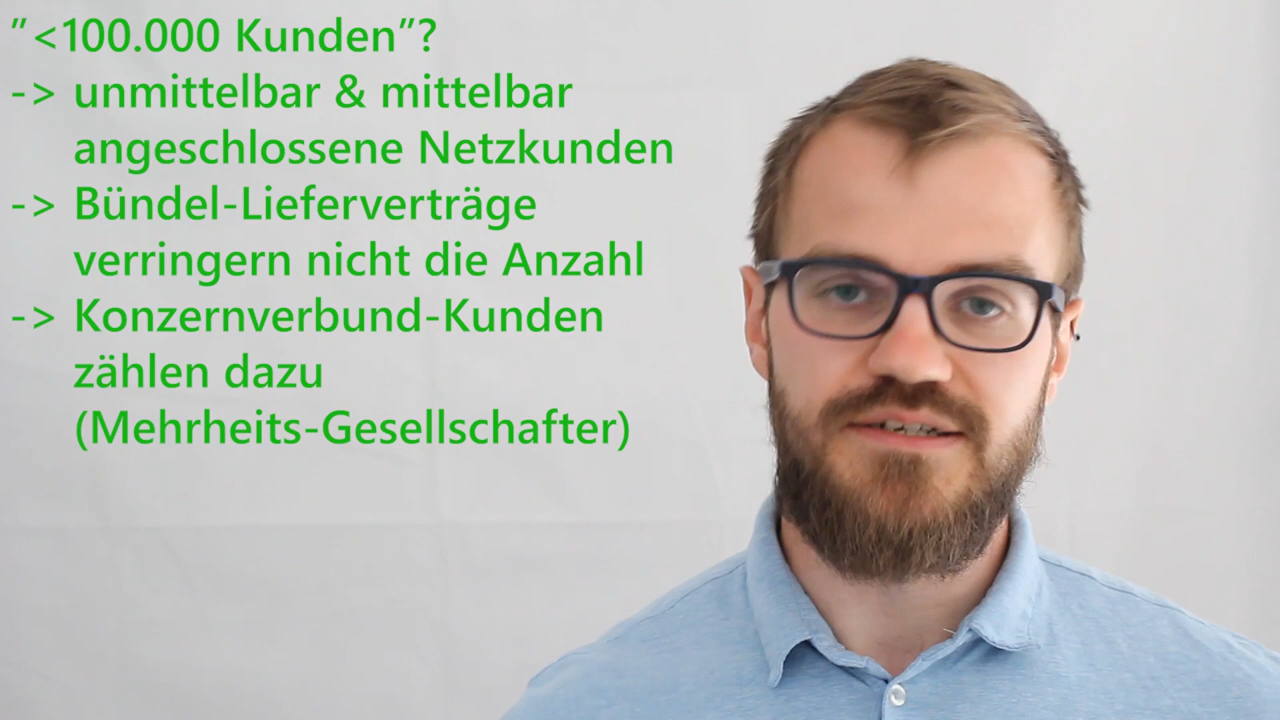 ”<100.000 Kunden”?
-> unmittelbar & mittelbar
angeschlossene Netzkunden
-> Bündel-Lieferverträge
verringern nicht die Anzahl
-> Konzernverbund-Kunden
zählen dazu
(Mehrheits-Gesellschafter)